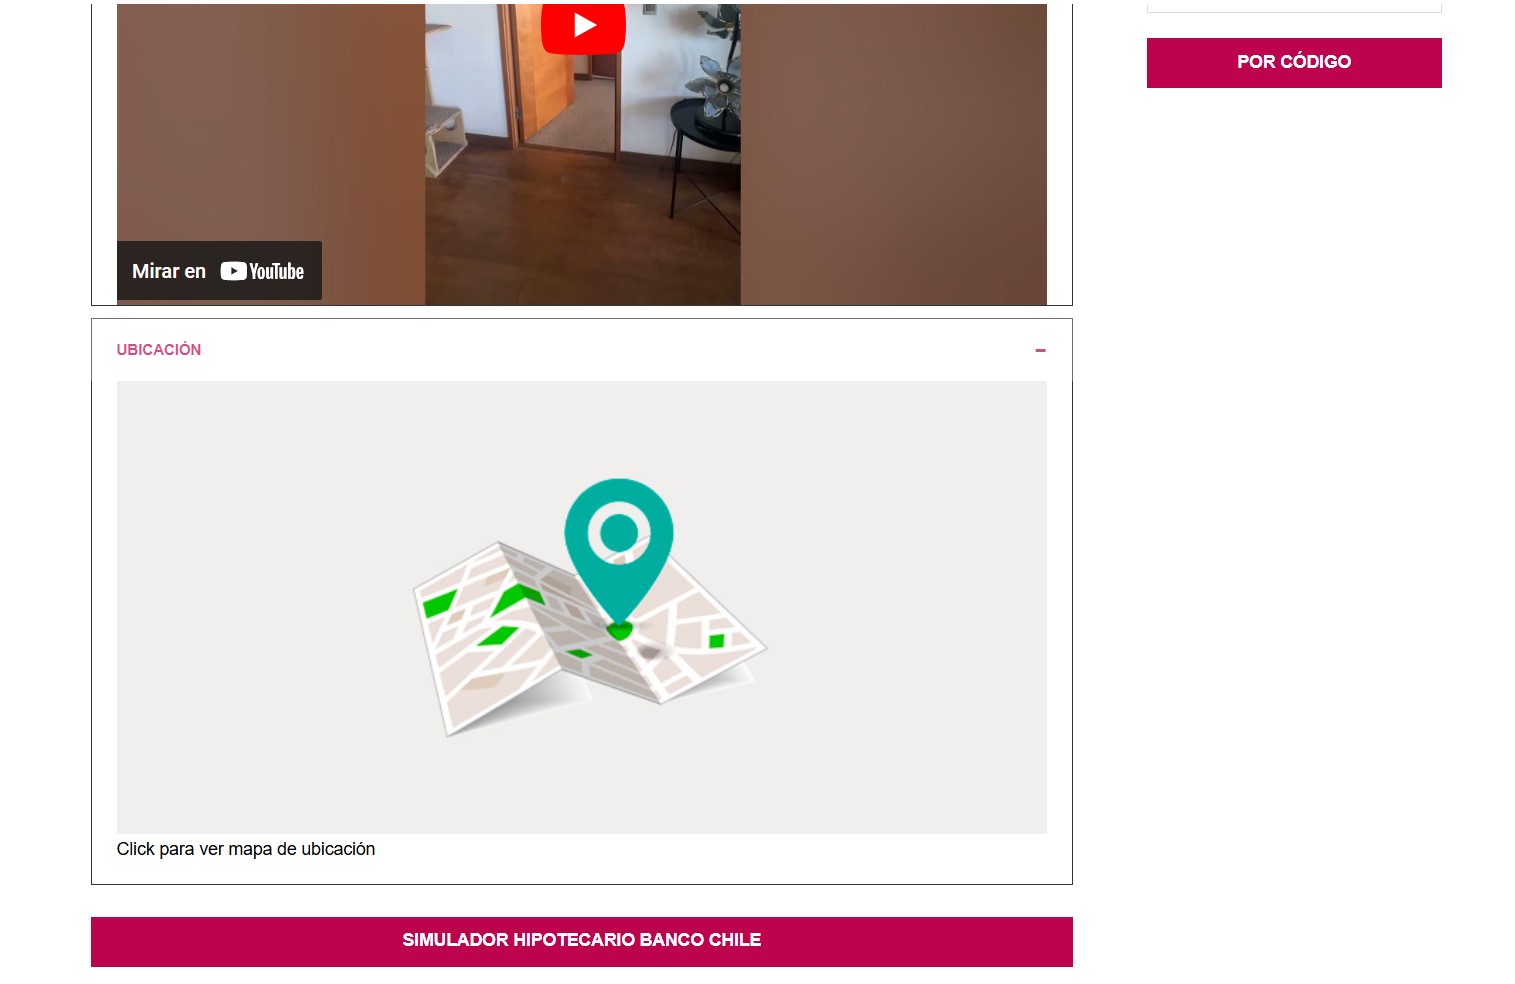 POR CÓDIGO
Mirar en YouTube
UBICACIÓN
Click para ver mapa de ubicación
SIMULADOR HIPOTECARIO BANCO CHILE